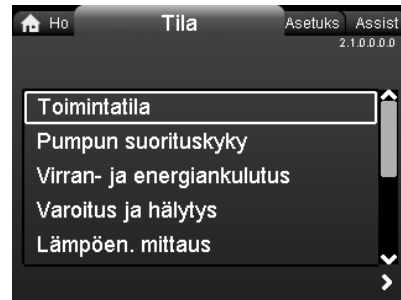 Ho Tila Asetuks Assist
2.1.0.0.0.0
Toimintatila
Pumpun suorituskyky
Virran- ja energiankulutus
Varoitus ja hälytys
Lämpöen. mittaus